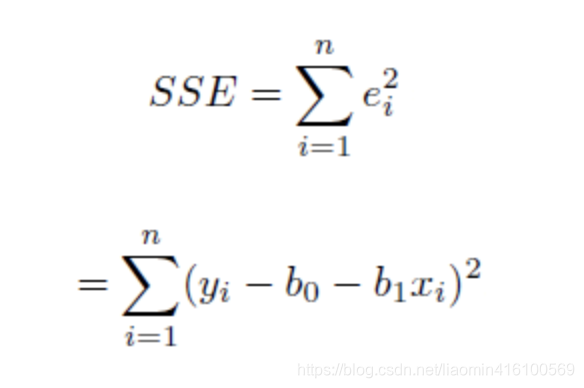 SSE = \sum_{i=1}^{n} e_i^2
= \sum_{i=1}^{n} (y_i - b_0 - b_1 x_i)^2
https://blog.csdn.net/liaomin416100569